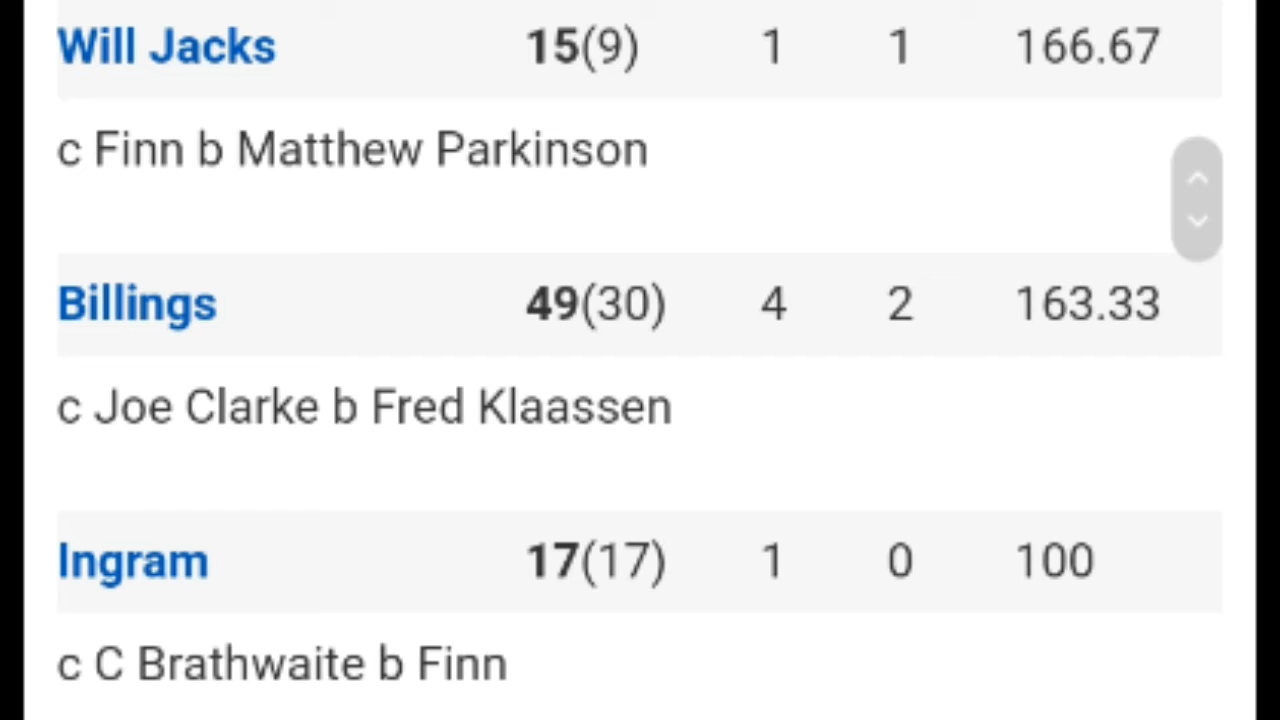 Will Jacks 15(9) 1 1 166.67
c Finn b Matthew Parkinson
Billings 49(30) 4 2 163.33
c Joe Clarke b Fred Klaassen
Ingram 17(17) 1 0 100
c C Brathwaite b Finn